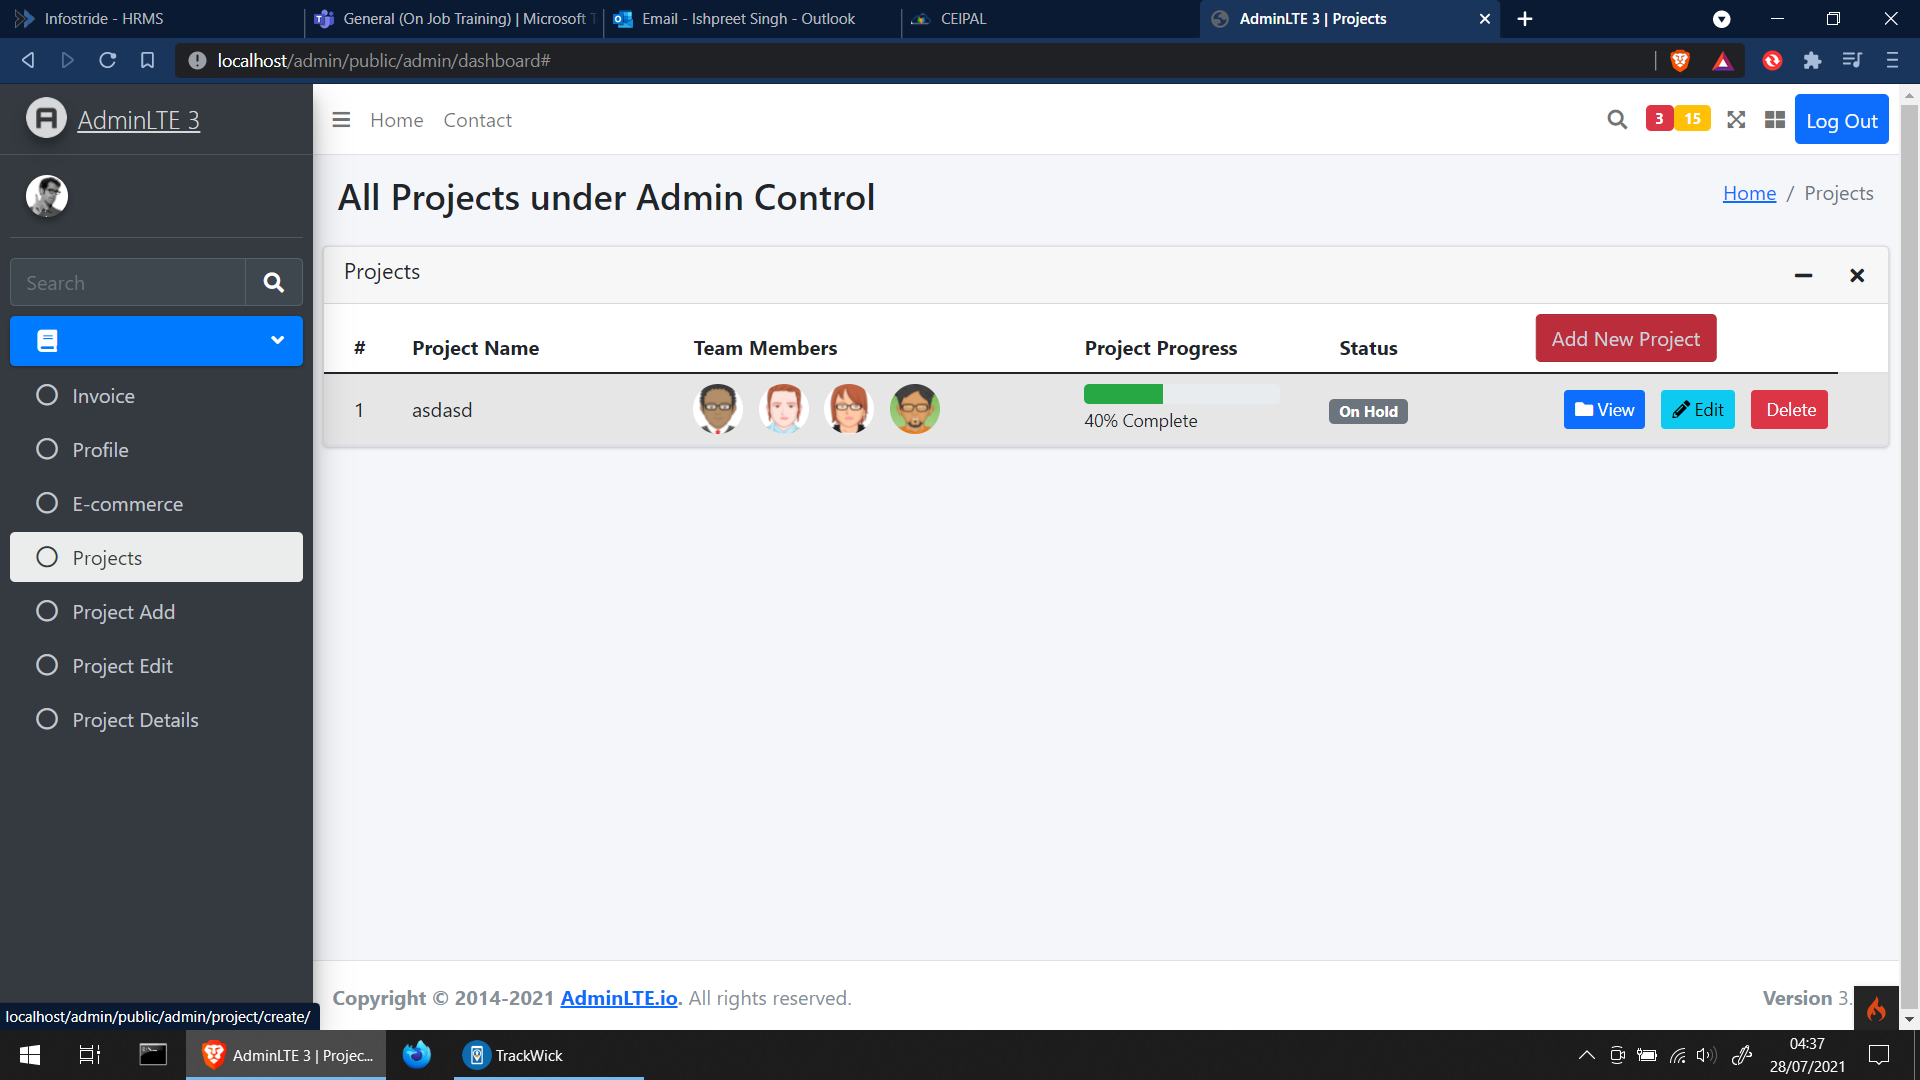 Infostride - HRMS
General (On Job Training) | Microsoft T
Email - Ishpreet Singh - Outlook
CEIPAL
AdminLTE 3 | Projects
localhost/admin/public/admin/dashboard#
AdminLTE 3
Home
Contact
3
15
Log Out
All Projects under Admin Control
Home / Projects
Search
Invoice
Profile
E-commerce
Projects
Project Add
Project Edit
Project Details
Projects
# Project Name Team Members Project Progress Status Add New Project
1 asdasd 40% Complete On Hold View Edit Delete
Copyright © 2014-2021 AdminLTE.io. All rights reserved.
Version 3.
localhost/admin/public/admin/project/create/
AdminLTE 3 | Projec...
TrackWick
04:37
28/07/2021